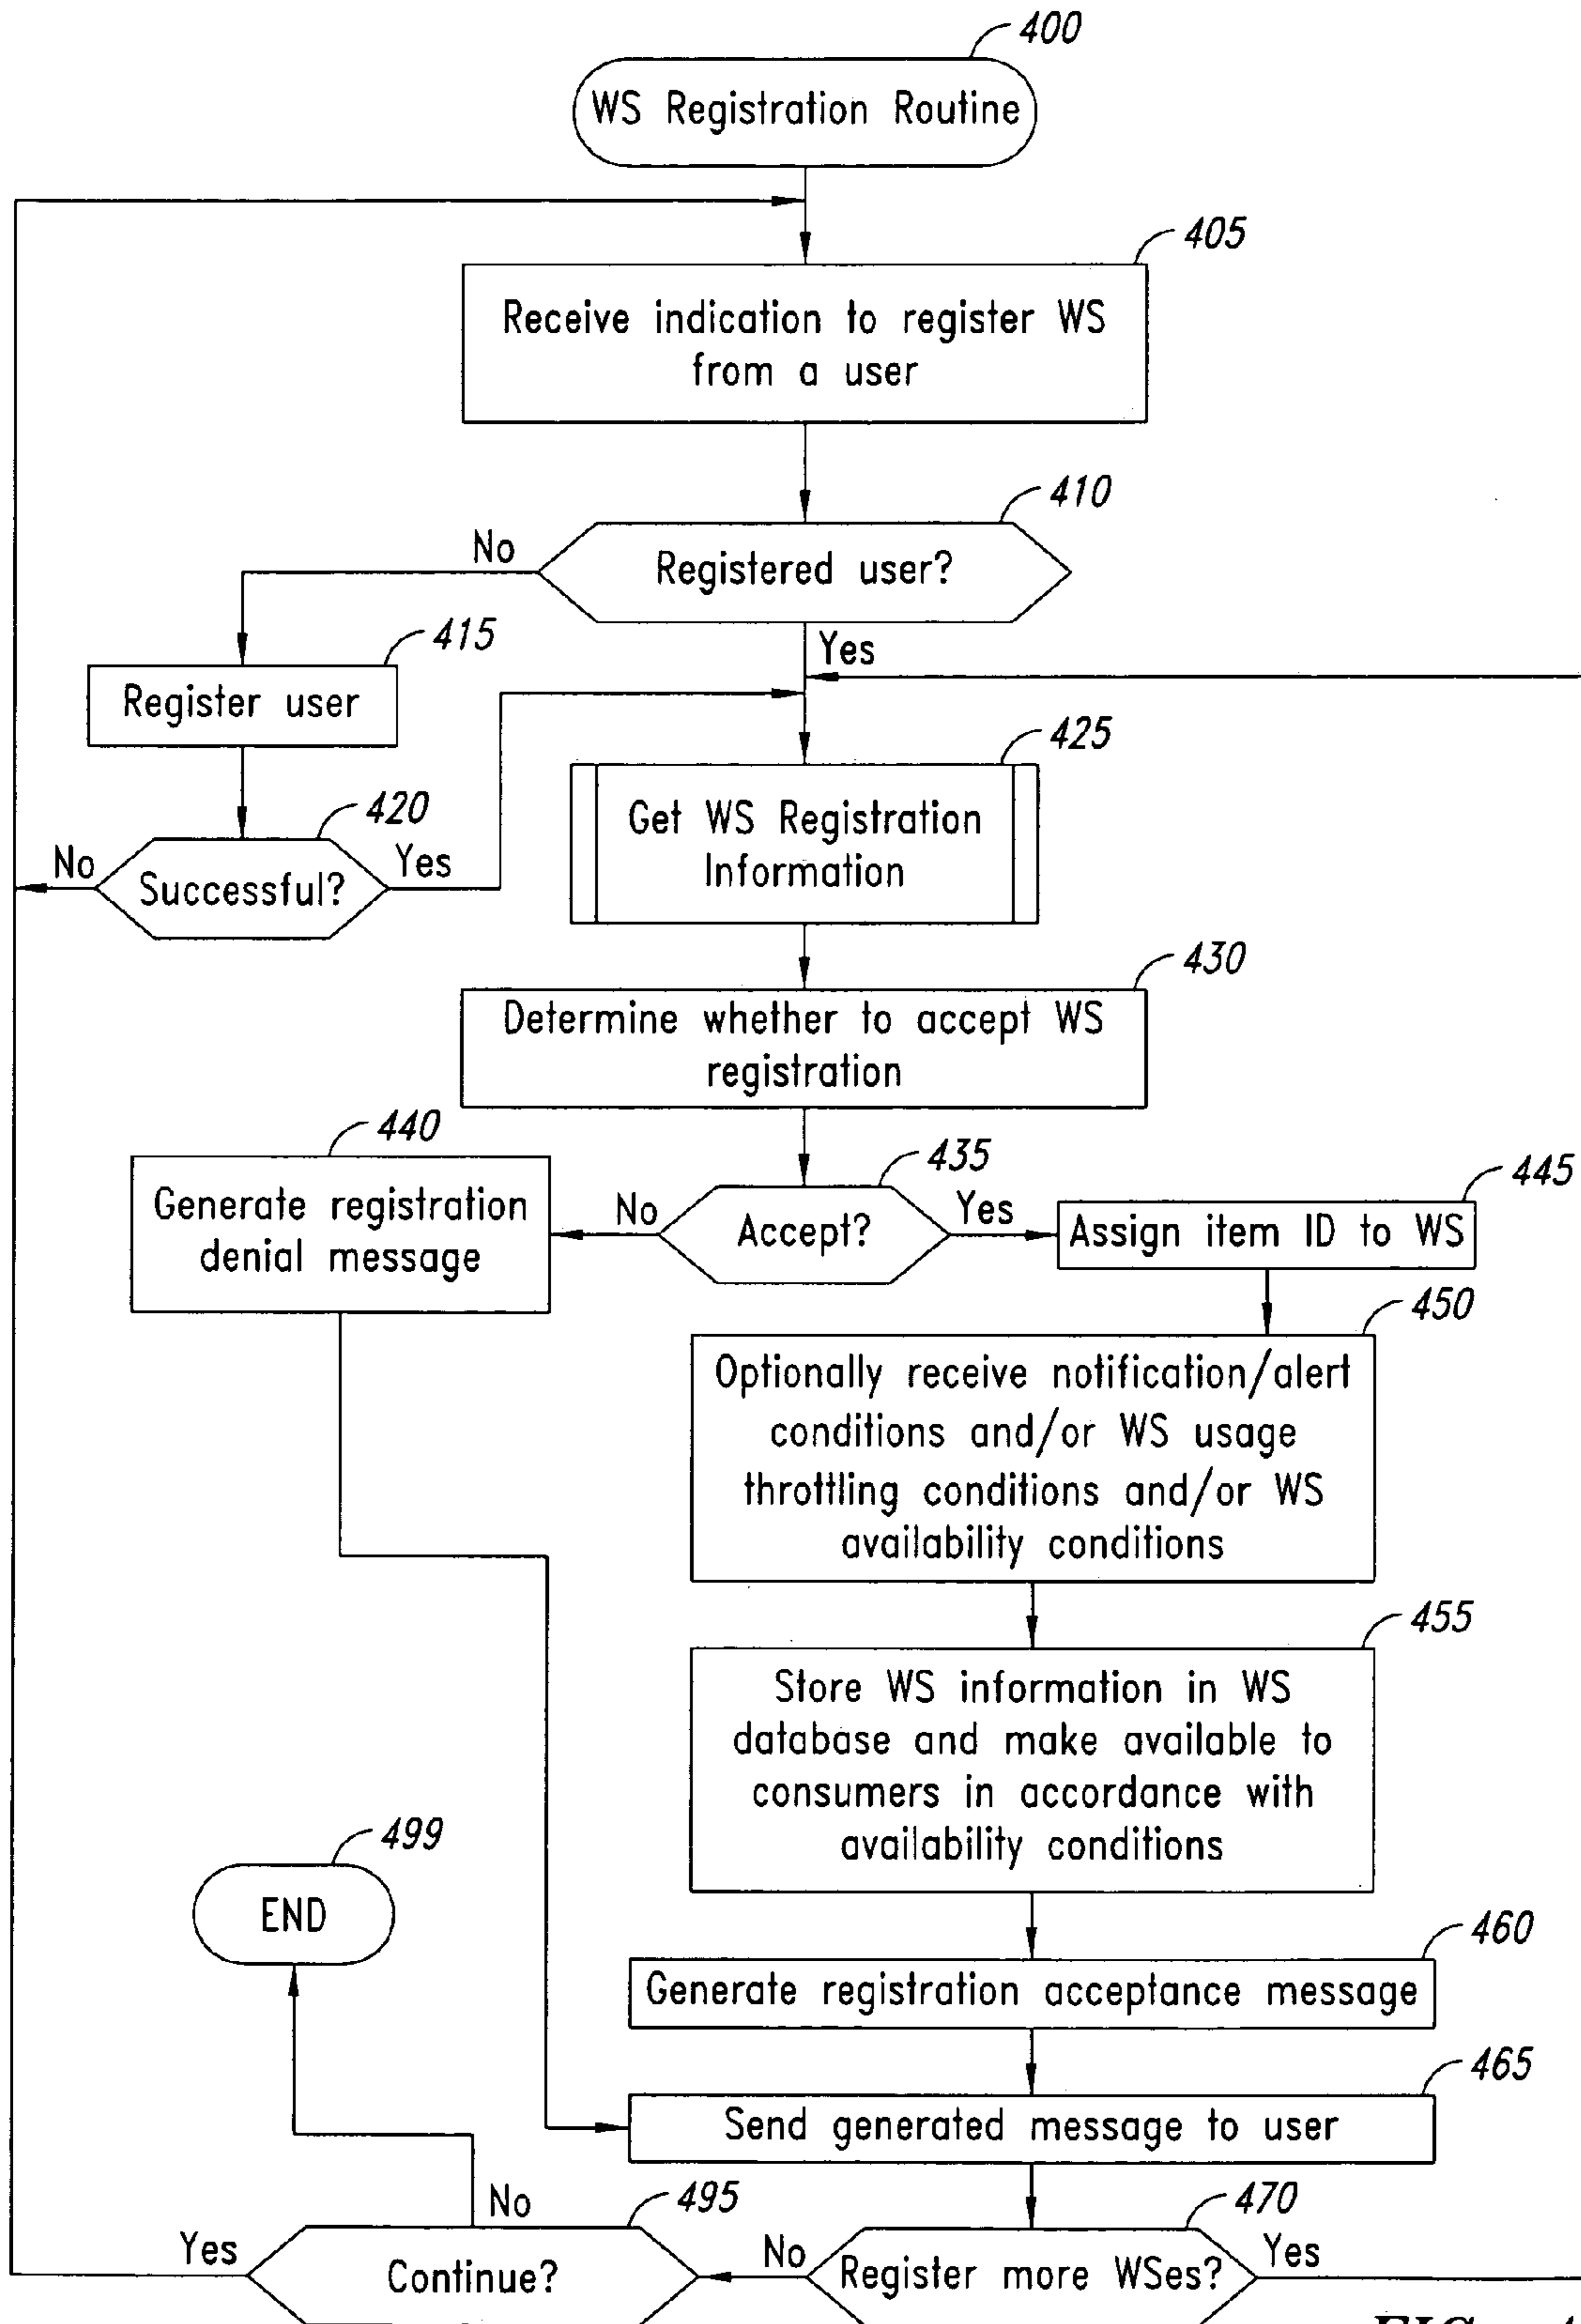 400
WS Registration Routine
405
Receive indication to register WS
from a user
410
No
Registered user?
415
Yes
Register user
425
420
Get WS Registration
Information
No
Successful?
Yes
430
Determine whether to accept WS
registration
440
435
445
Generate registration
denial message
No
Accept?
Yes
Assign item ID to WS
450
Optionally receive notification/alert
conditions and/or WS usage
throttling conditions and/or WS
availability conditions
455
Store WS information in WS
database and make available to
consumers in accordance with
availability conditions
499
END
460
Generate registration acceptance message
465
Send generated message to user
No
495
470
Yes
Continue?
No
Register more WSes?
Yes